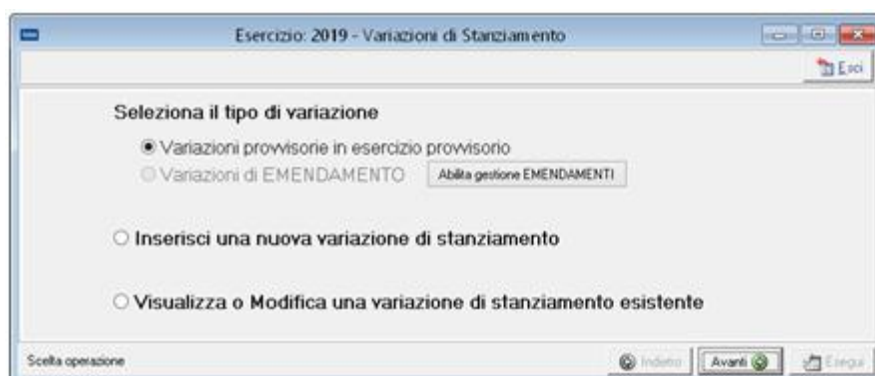 Esercizio: 2019 - Variazioni di Stanziamento
Esci
Seleziona il tipo di variazione
Variazioni provvisorie in esercizio provvisorio
Variazioni di EMENDAMENTO Abilita gestione EMENDAMENTI
Inserisci una nuova variazione di stanziamento
Visualizza o Modifica una variazione di stanziamento esistente
Scelta operazione Indietro Avanti Esegui